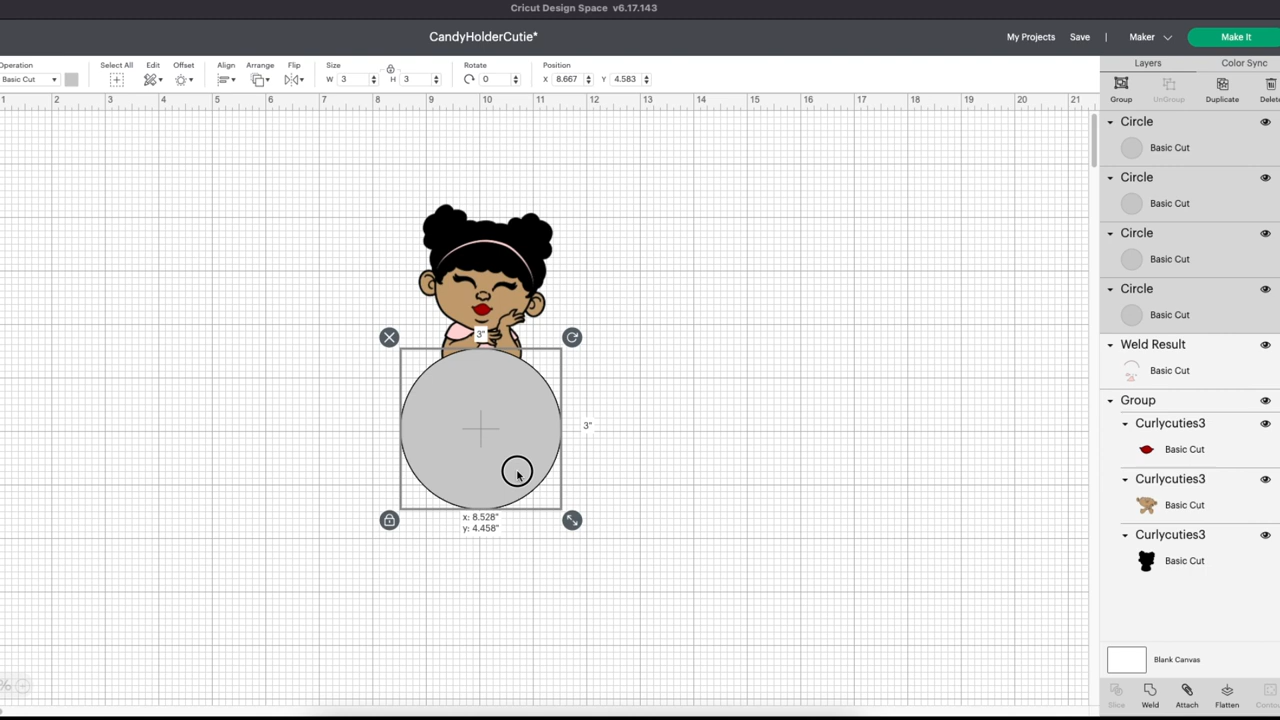 Cricut Design Space v6.17.143
CandyHolderCutie*
My Projects Save | Maker Make It
Operation Select All Edit Offset Align Arrange Flip Size Rotate Position
Basic Cut W 3 H 3 0 X 8.667 Y 4.583
Layers Color Sync
1 2 3 4 5 6 7 8 9 10 11 12 13 14 15 16 17 18 19 20 21
Group UnGroup Duplicate Delet
Circle
Basic Cut
Circle
Basic Cut
Circle
Basic Cut
Circle
Basic Cut
Weld Result
Basic Cut
Group
Curlycuties3
Basic Cut
Curlycuties3
Basic Cut
Curlycuties3
Basic Cut
3"
3"
x: 8.528"
y: 4.458"
Blank Canvas
%
Slice Weld Attach Flatten Contou